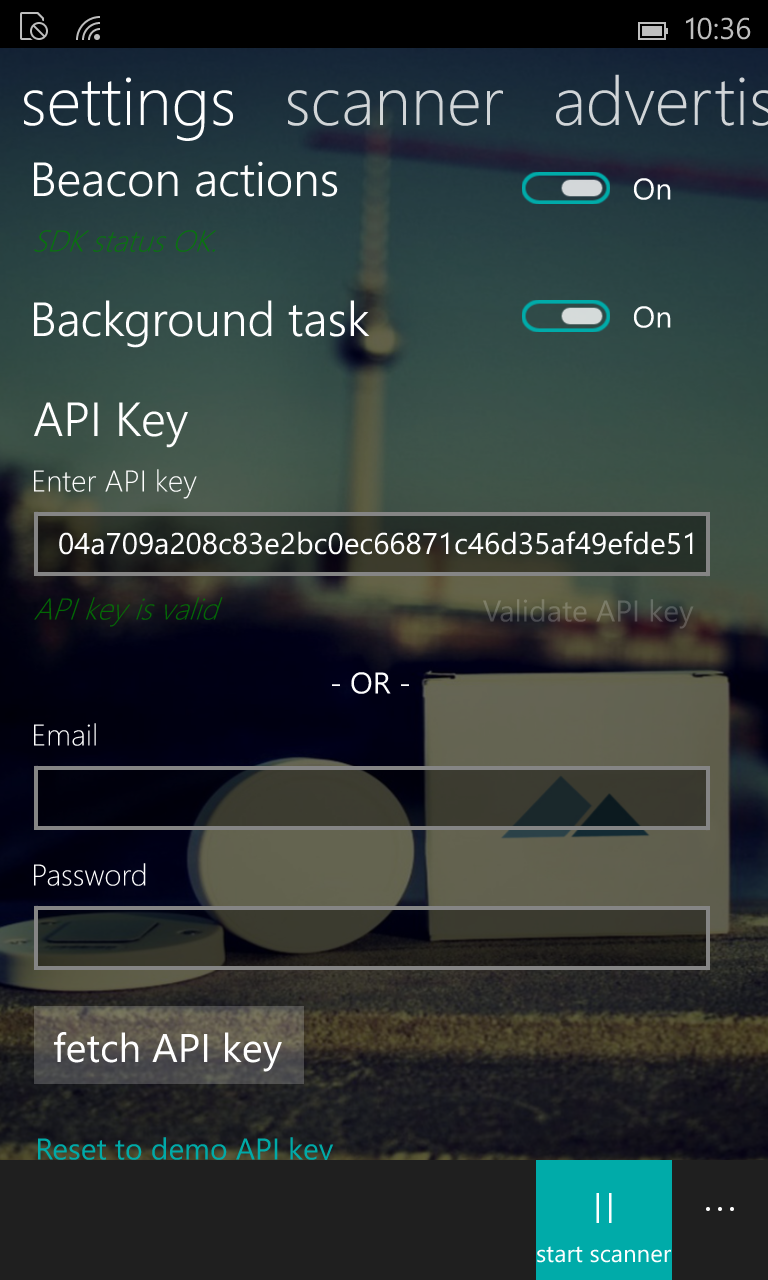 10:36
settings scanner advertis
Beacon actions On
SDK status OK.
Background task On
API Key
Enter API key
04a709a208c83e2bc0ec66871c46d35af49efde51
API key is valid Validate API key
- OR -
Email
Password
fetch API key
Reset to demo API key
start scanner